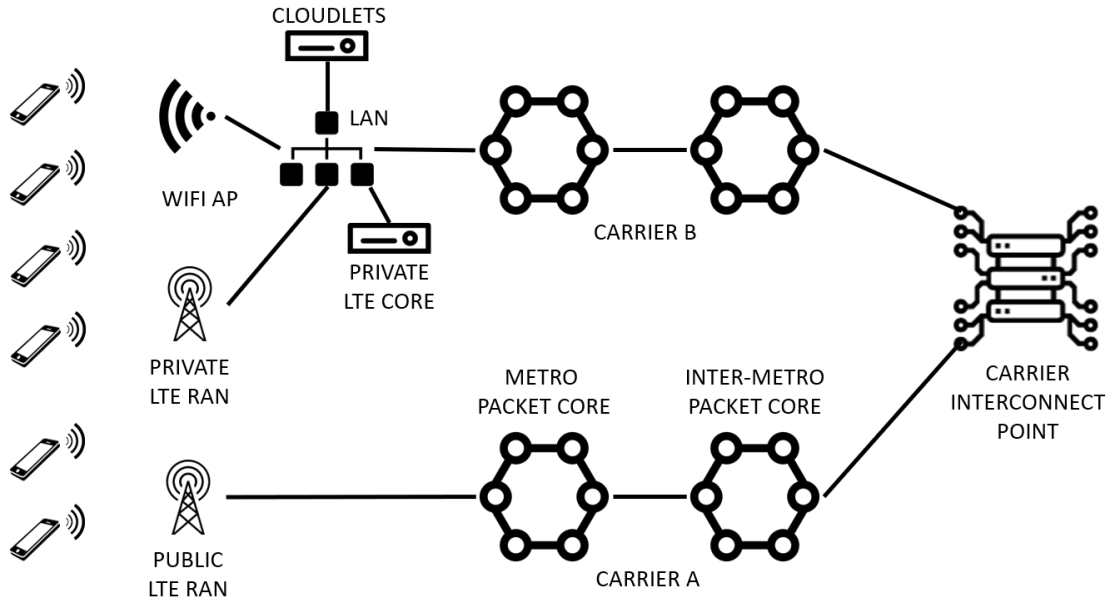 CLOUDLETS
LAN
WIFI AP
CARRIER B
PRIVATE
LTE CORE
PRIVATE
LTE RAN
METRO
PACKET CORE
INTER-METRO
PACKET CORE
CARRIER
INTERCONNECT
POINT
PUBLIC
LTE RAN
CARRIER A